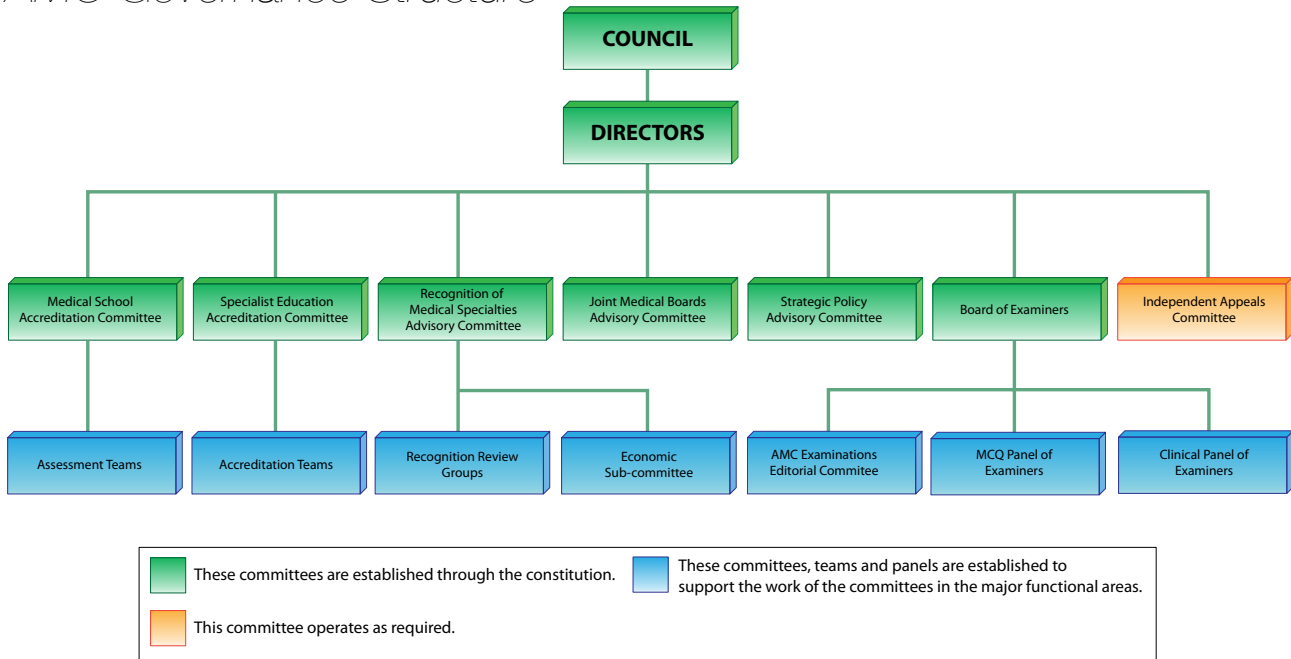 AMC Governance Structure
COUNCIL
DIRECTORS
Medical School
Accreditation Committee
Specialist Education
Accreditation Committee
Recognition of
Medical Specialties
Advisory Committee
Joint Medical Boards
Advisory Committee
Strategic Policy
Advisory Committee
Board of Examiners
Independent Appeals
Committee
Assessment Teams
Accreditation Teams
Recognition Review
Groups
Economic
Sub-committee
AMC Examinations
Editorial Commitee
MCQ Panel of
Examiners
Clinical Panel of
Examiners
These committees are established through the constitution.
These committees, teams and panels are established to
support the work of the committees in the major functional areas.
This committee operates as required.